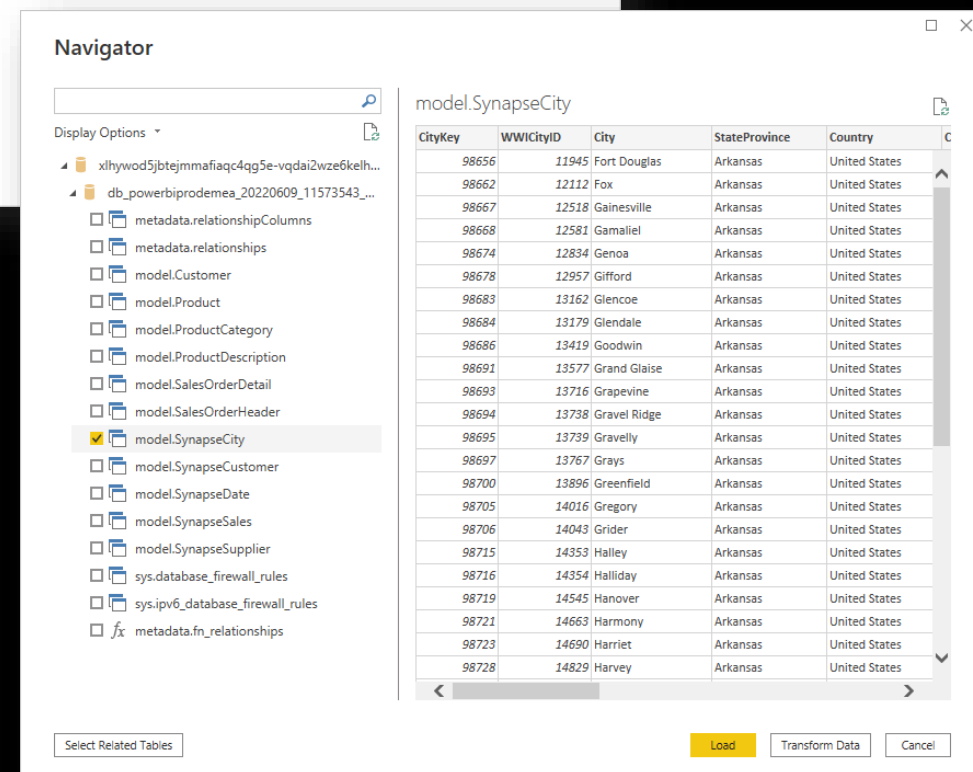 Navigator
Display Options
xlhywod5jbtejmmafiaqc4qg5e-vqdai2wze6kelh...
db_powerbiprodemea_20220609_11573543_...
metadata.relationshipColumns
metadata.relationships
model.Customer
model.Product
model.ProductCategory
model.ProductDescription
model.SalesOrderDetail
model.SalesOrderHeader
model.SynapseCity
model.SynapseCustomer
model.SynapseDate
model.SynapseSales
model.SynapseSupplier
sys.database_firewall_rules
sys.ipv6_database_firewall_rules
fx metadata.fn_relationships
model.SynapseCity
CityKey WWICityID City StateProvince Country C
98656 11945 Fort Douglas Arkansas United States
98662 12112 Fox Arkansas United States
98667 12518 Gainesville Arkansas United States
98668 12581 Gamaliel Arkansas United States
98674 12834 Genoa Arkansas United States
98678 12957 Gifford Arkansas United States
98683 13162 Glencoe Arkansas United States
98684 13179 Glendale Arkansas United States
98686 13419 Goodwin Arkansas United States
98691 13577 Grand Glaise Arkansas United States
98693 13716 Grapevine Arkansas United States
98694 13738 Gravel Ridge Arkansas United States
98695 13739 Gravelly Arkansas United States
98697 13767 Grays Arkansas United States
98700 13896 Greenfield Arkansas United States
98705 14016 Gregory Arkansas United States
98706 14043 Grider Arkansas United States
98715 14353 Halley Arkansas United States
98716 14354 Halliday Arkansas United States
98719 14545 Hanover Arkansas United States
98721 14663 Harmony Arkansas United States
98723 14690 Harriet Arkansas United States
98728 14829 Harvey Arkansas United States
Select Related Tables
Load
Transform Data
Cancel